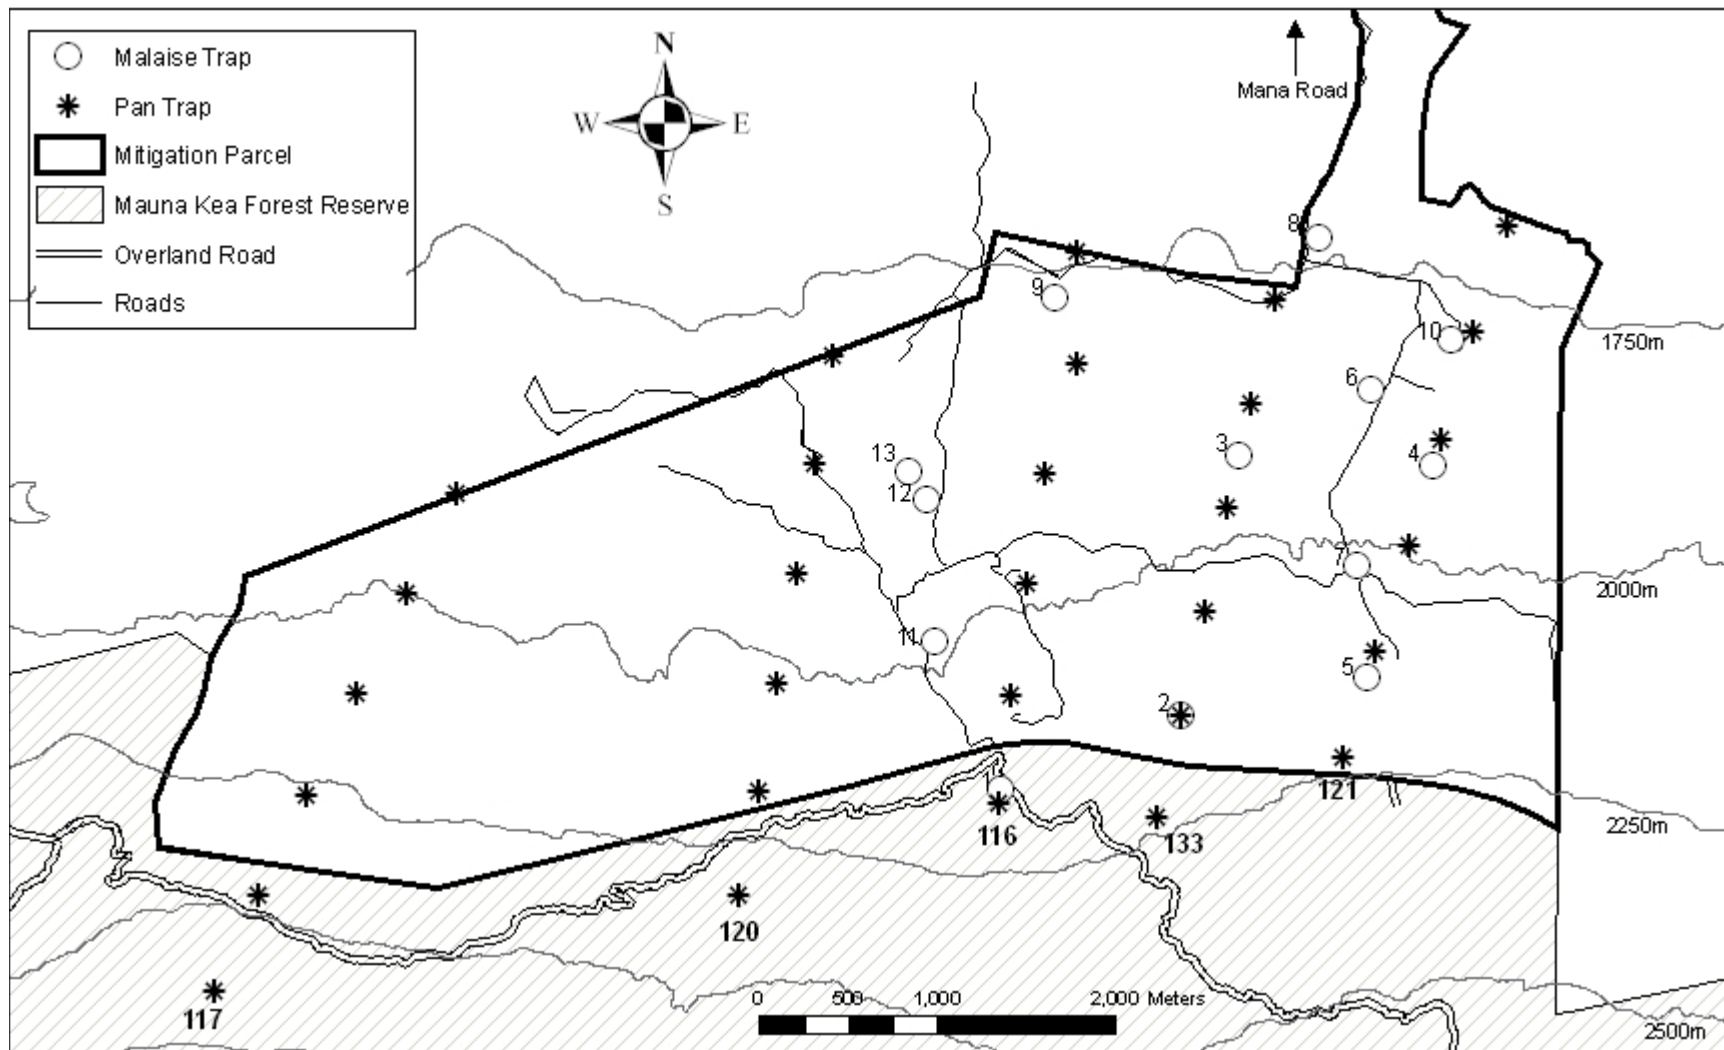 Malaise Trap
Pan Trap
Mitigation Parcel
Mauna Kea Forest Reserve
Overland Road
Roads
N
W E
S
Mana Road
8
9
10
1750m
6
3
4
13
12
7
2000m
11
5
2
121
116
133
2250m
120
0 500 1,000 2,000 Meters
117
2500m